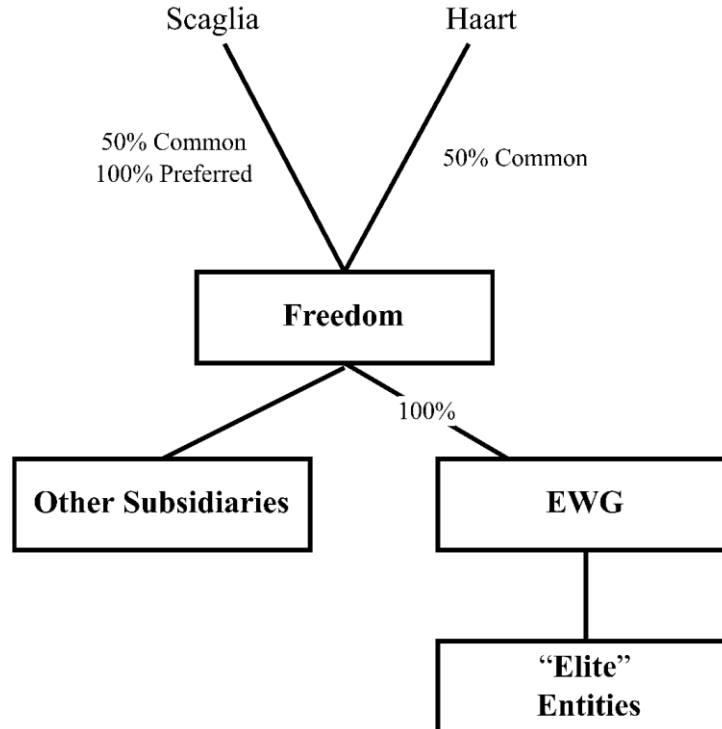 Scaglia
Haart
50% Common
100% Preferred
50% Common
Freedom
100%
Other Subsidiaries
EWG
“Elite”
Entities